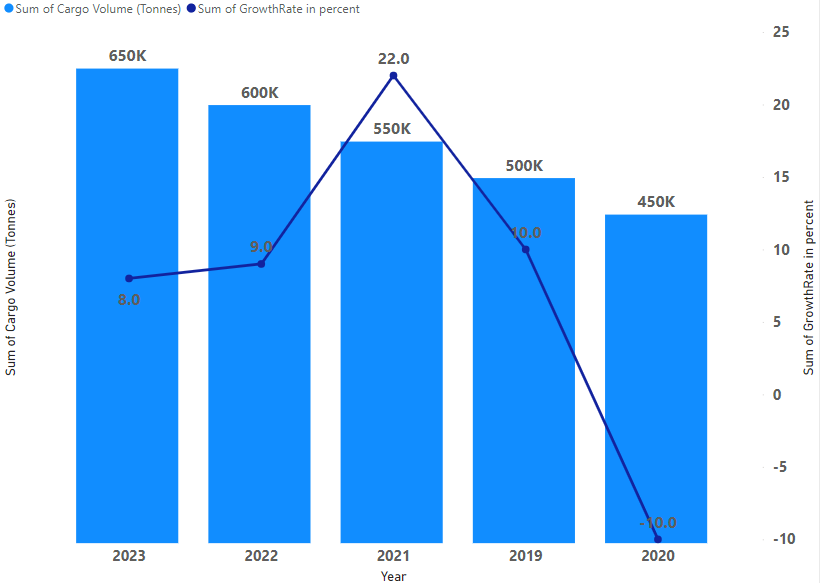 Sum of Cargo Volume (Tonnes) Sum of GrowthRate in percent
25
650K
22.0
600K
20
550K
500K
15
450K
10.0
9.0
10
8.0
5
0
-5
-10.0
-10
2023 2022 2021 2019 2020
Year
Sum of Cargo Volume (Tonnes)
Sum of GrowthRate in percent